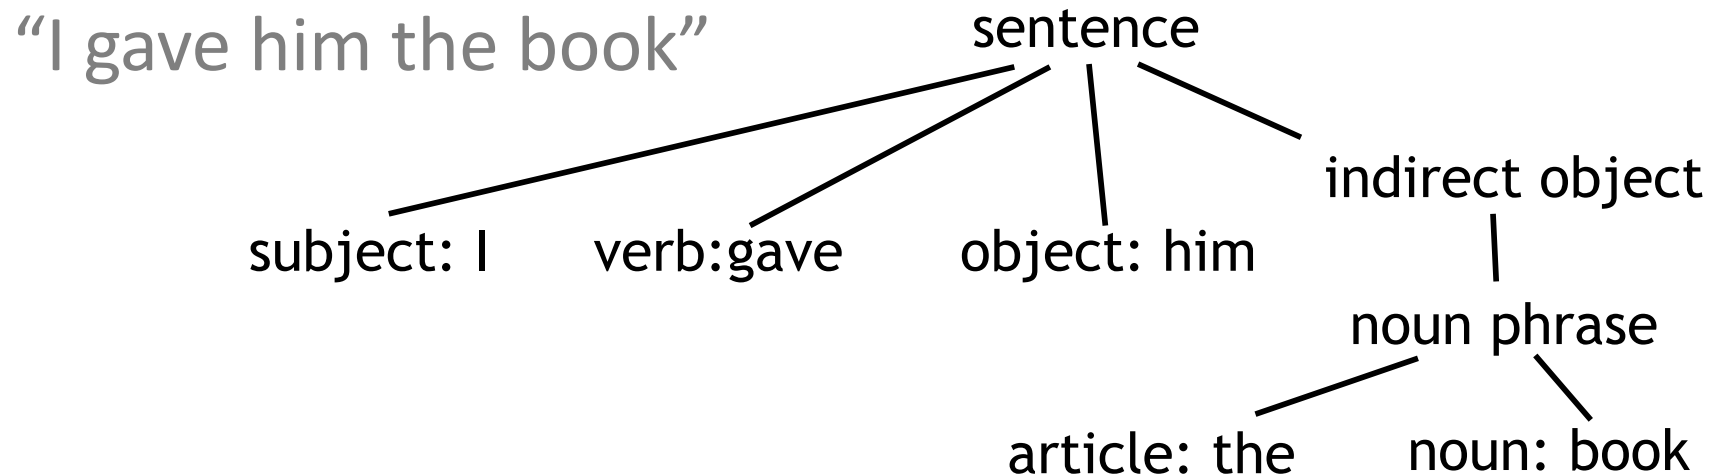 “I gave him the book”
sentence
indirect object
subject: I
verb:gave
object: him
noun phrase
article: the
noun: book